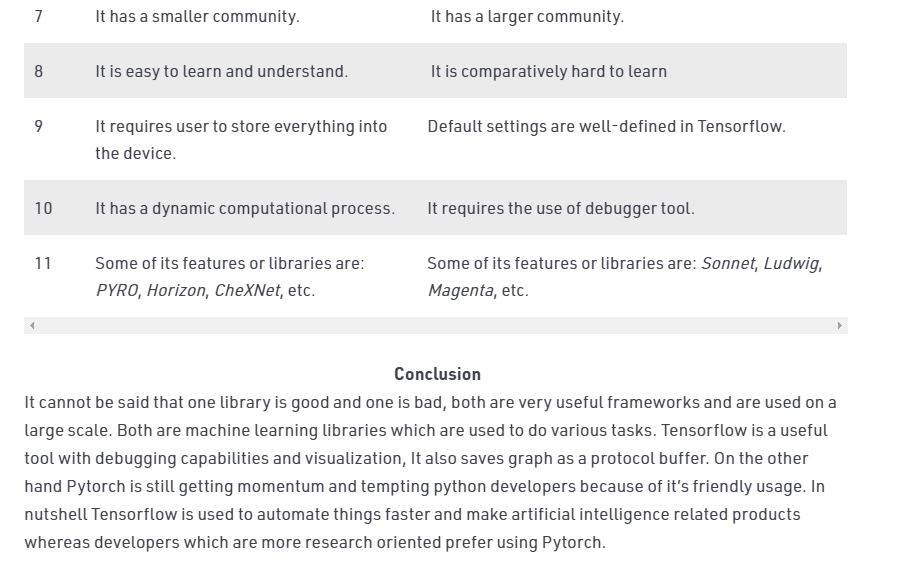 7 It has a smaller community. It has a larger community.
8 It is easy to learn and understand. It is comparatively hard to learn
9 It requires user to store everything into Default settings are well-defined in Tensorflow.
the device.
10 It has a dynamic computational process. It requires the use of debugger tool.
11 Some of its features or libraries are: Some of its features or libraries are: Sonnet, Ludwig,
PYRO, Horizon, CheXNet, etc. Magenta, etc.
Conclusion
It cannot be said that one library is good and one is bad, both are very useful frameworks and are used on a
large scale. Both are machine learning libraries which are used to do various tasks. Tensorflow is a useful
tool with debugging capabilities and visualization, It also saves graph as a protocol buffer. On the other
hand Pytorch is still getting momentum and tempting python developers because of it's friendly usage. In
nutshell Tensorflow is used to automate things faster and make artificial intelligence related products
whereas developers which are more research oriented prefer using Pytorch.